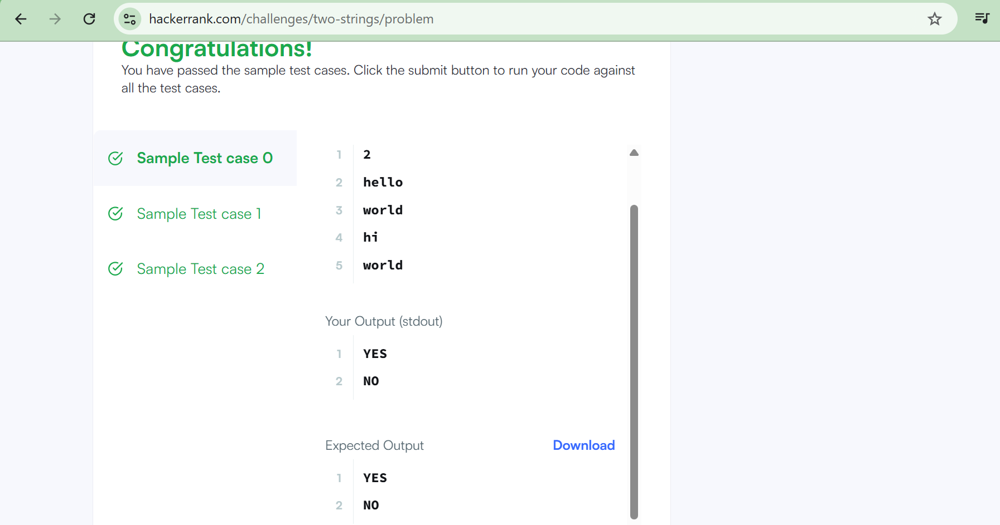 hackerrank.com/challenges/two-strings/problem
Congratulations!
You have passed the sample test cases. Click the submit button to run your code against
all the test cases.
Sample Test case 0
Sample Test case 1
Sample Test case 2
1 2
2 hello
3 world
4 hi
5 world
Your Output (stdout)
1 YES
2 NO
Expected Output Download
1 YES
2 NO